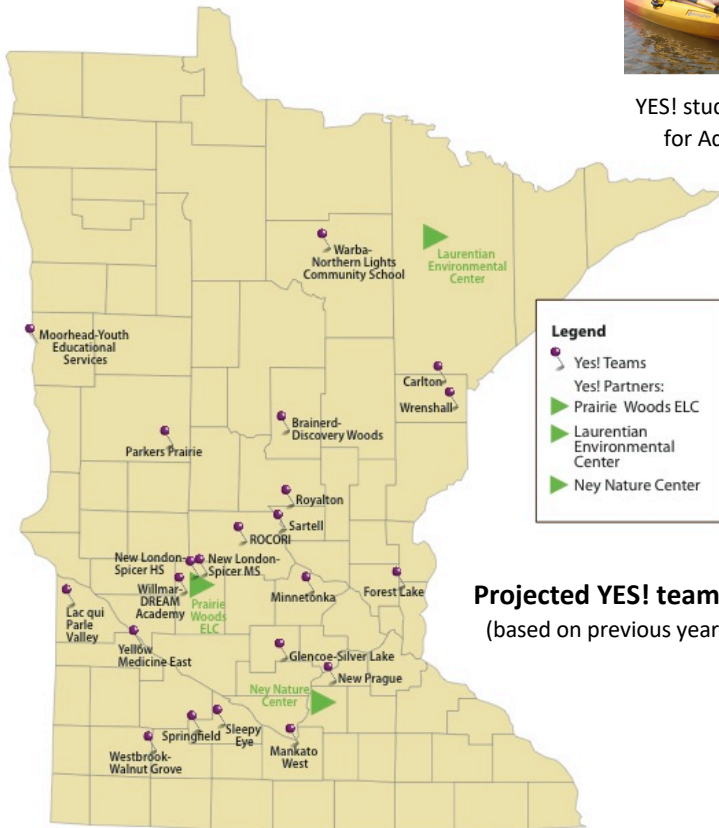 YES! stud
for Ad
Warba-
Northern Lights
Community School
Laurentian
Environmental
Center
Moorhead-Youth
Educational
Services
Legend
Yes! Teams
Yes! Partners:
Prairie Woods ELC
Laurentian
Environmental
Center
Ney Nature Center
Carlton
Wrenshall
Brainerd-
Discovery Woods
Parkers Prairie
Royalton
Sartell
ROCORI
New London-
Spicer HS
New London-
Spicer MS
Willmar-
DREAM
Academy
Prairie
Woods
ELC
Minnetonka
Forest Lake
Projected YES! team
(based on previous year
Lac qui
Parle
Valley
Yellow
Medicine East
Glencoe-Silver Lake
New Prague
Ney Nature
Center
Springfield
Sleepy
Eye
Mankato
West
Westbrook-
Walnut Grove